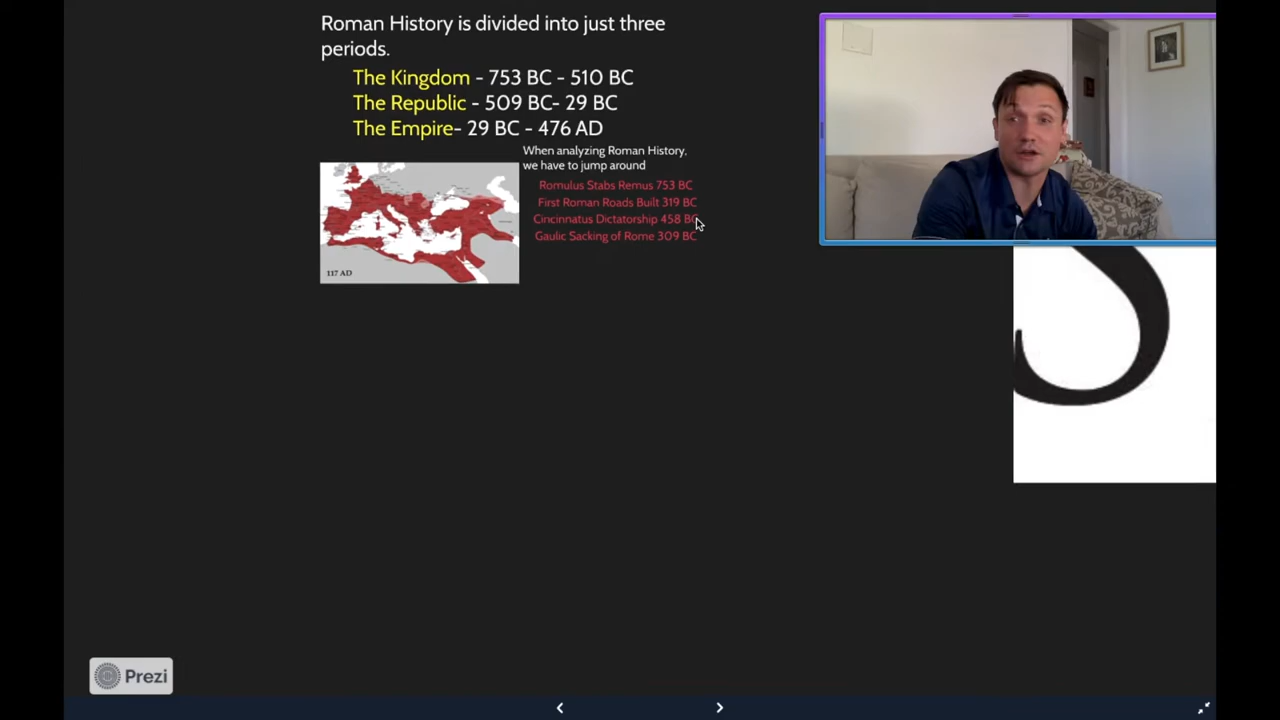 Roman History is divided into just three
periods.
The Kingdom - 753 BC - 510 BC
The Republic - 509 BC- 29 BC
The Empire- 29 BC - 476 AD
When analyzing Roman History,
we have to jump around
Romulus Stabs Remus 753 BC
First Roman Roads Built 319 BC
Cincinnatus Dictatorship 458 BC
Gaulic Sacking of Rome 309 BC
117 AD
S
Prezi